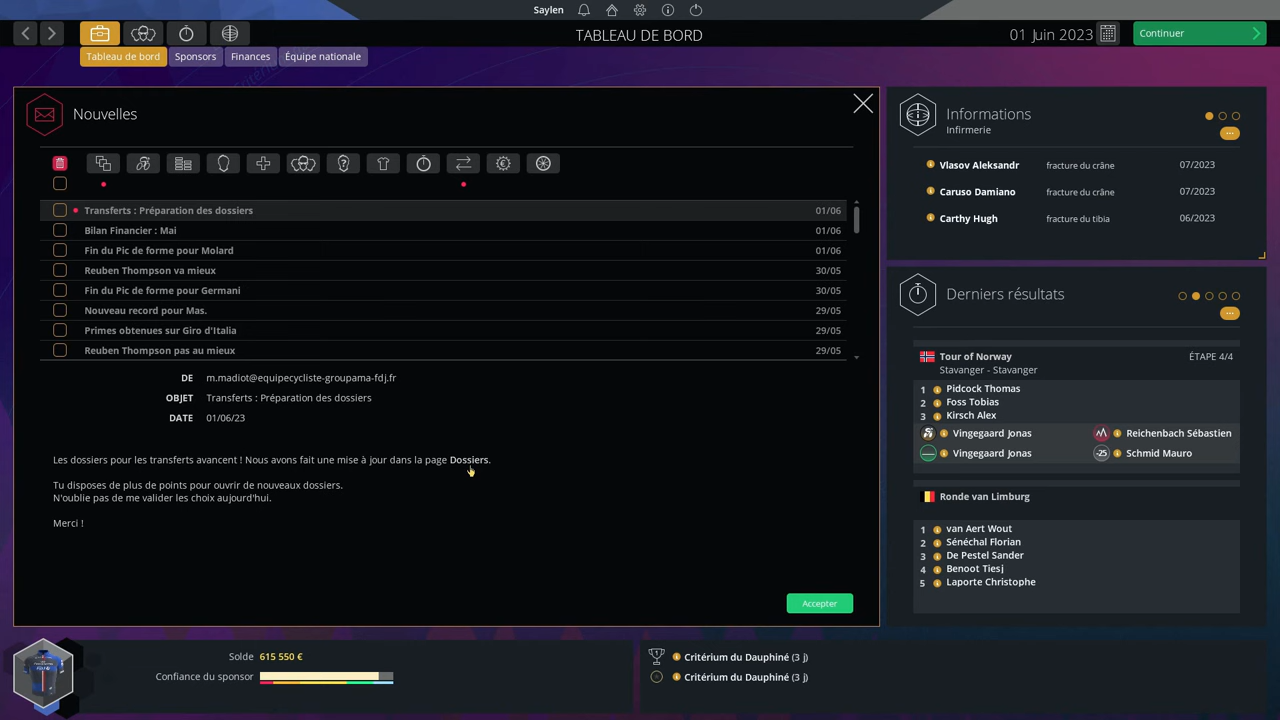 Saylen
TABLEAU DE BORD
01 Juin 2023
Continuer
Tableau de bord
Sponsors
Finances
Équipe nationale
Nouvelles
Transferts : Préparation des dossiers 01/06
Bilan Financier : Mai 01/06
Fin du Pic de forme pour Molard 01/06
Reuben Thompson va mieux 30/05
Fin du Pic de forme pour Germani 30/05
Nouveau record pour Mas. 29/05
Primes obtenues sur Giro d'Italia 29/05
Reuben Thompson pas au mieux 29/05
DE m.madiot@equipecycliste-groupama-fdj.fr
OBJET Transferts : Préparation des dossiers
DATE 01/06/23
Les dossiers pour les transferts avancent ! Nous avons fait une mise à jour dans la page Dossiers.
Tu disposes de plus de points pour ouvrir de nouveaux dossiers.
N'oublie pas de me valider les choix aujourd'hui.
Merci !
Accepter
Informations
Infirmerie
Vlasov Aleksandr fracture du crâne 07/2023
Caruso Damiano fracture du crâne 07/2023
Carthy Hugh fracture du tibia 06/2023
Derniers résultats
Tour of Norway ÉTAPE 4/4
Stavanger - Stavanger
1 Pidcock Thomas
2 Foss Tobias
3 Kirsch Alex
Vingegaard Jonas Reichenbach Sébastien
Vingegaard Jonas -25 Schmid Mauro
Ronde van Limburg
1 van Aert Wout
2 Sénéchal Florian
3 De Pestel Sander
4 Benoot Tiesj
5 Laporte Christophe
Solde 615 550 €
Confiance du sponsor
Critérium du Dauphiné (3 j)
Critérium du Dauphiné (3 j)